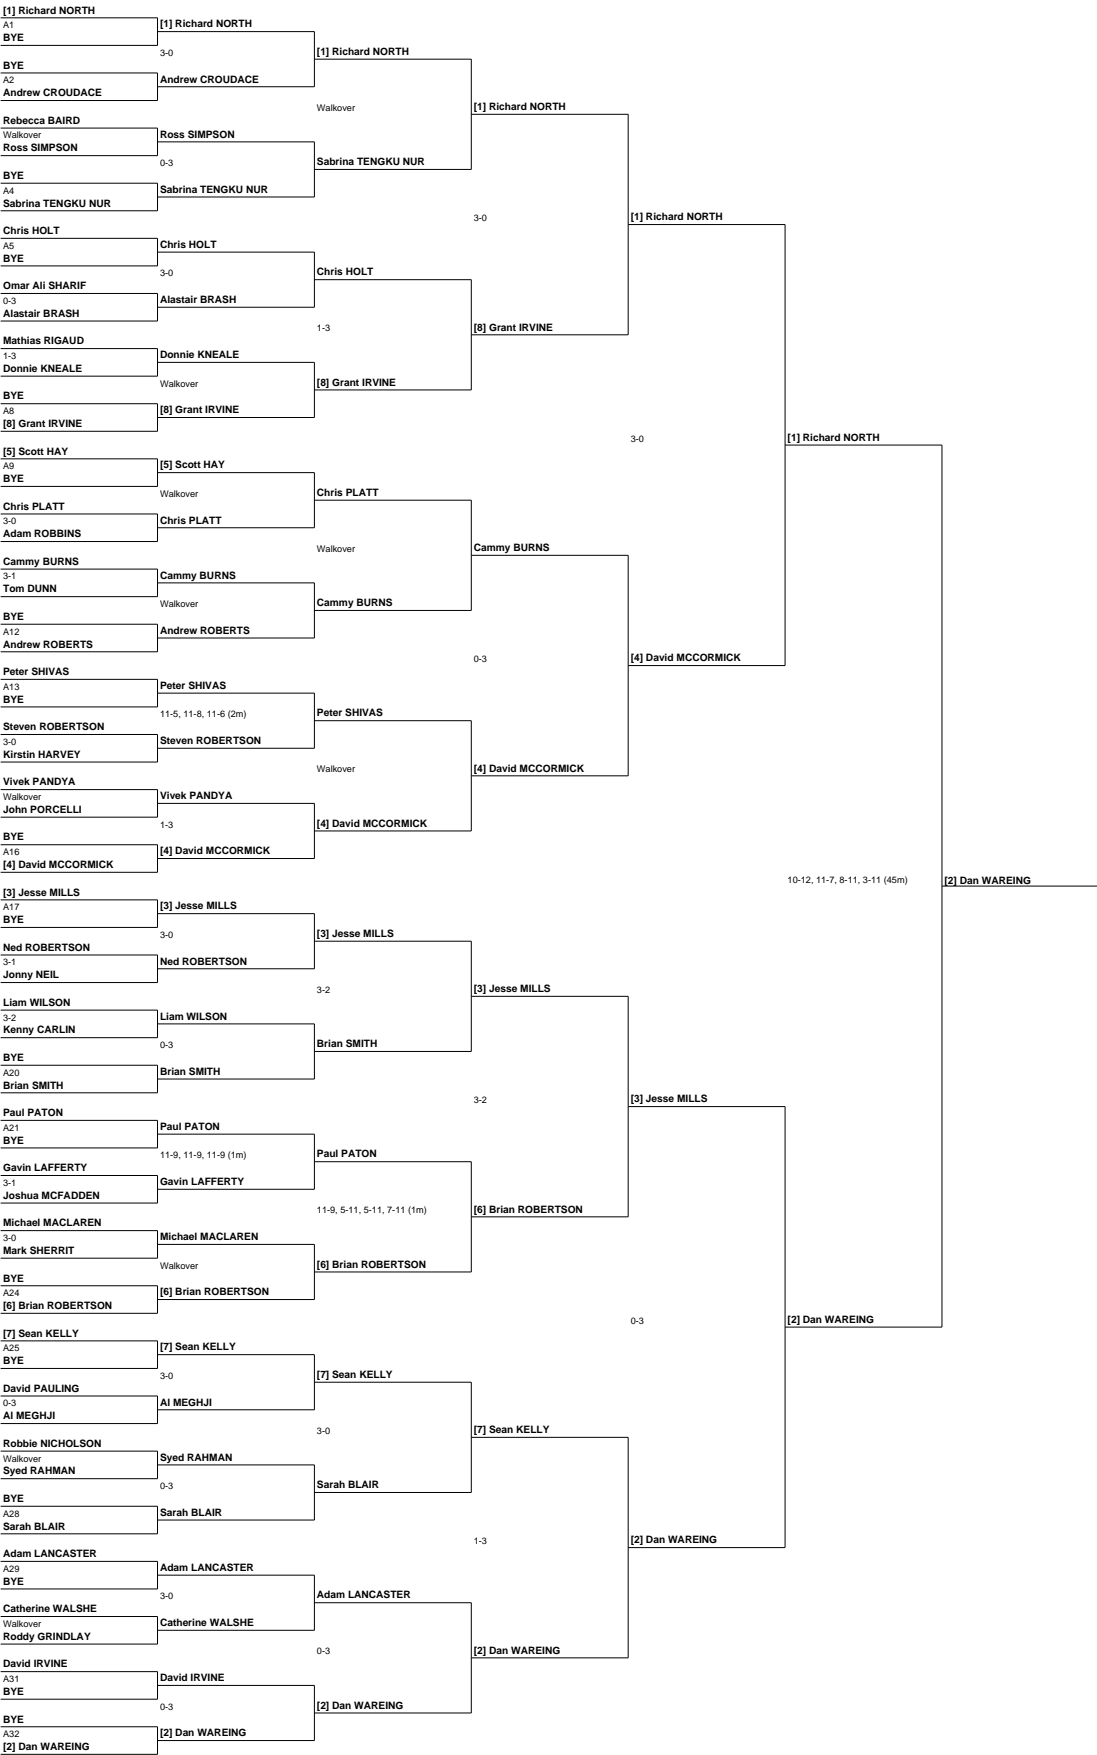 [1] Richard NORTH
A1
BYE
BYE
A2
Andrew CROUDACE
Rebecca BAIRD
Walkover
Ross SIMPSON
BYE
A4
Sabrina TENGKU NUR
Chris HOLT
A5
BYE
Omar Ali SHARIF
0-3
Alastair BRASH
Mathias RIGAUD
1-3
Donnie KNEALE
BYE
A8
[8] Grant IRVINE
[5] Scott HAY
A9
BYE
Chris PLATT
3-0
Adam ROBBINS
Cammy BURNS
3-1
Tom DUNN
BYE
A12
Andrew ROBERTS
Peter SHIVAS
A13
BYE
Steven ROBERTSON
3-0
Kirstin HARVEY
Vivek PANDYA
Walkover
John PORCELLI
BYE
A16
[4] David MCCORMICK
[3] Jesse MILLS
A17
BYE
Ned ROBERTSON
3-1
Jonny NEIL
Liam WILSON
3-2
Kenny CARLIN
BYE
A20
Brian SMITH
Paul PATON
A21
BYE
Gavin LAFFERTY
3-1
Joshua MCFADDEN
Michael MACLAREN
3-0
Mark SHERRIT
BYE
A24
[6] Brian ROBERTSON
[7] Sean KELLY
A25
BYE
David PAULING
0-3
Al MEGHJI
Robbie NICHOLSON
Walkover
Syed RAHMAN
BYE
A28
Sarah BLAIR
Adam LANCASTER
A29
BYE
Catherine WALSHE
Walkover
Roddy GRINDLAY
David IRVINE
A31
BYE
BYE
A32
[2] Dan WAREING
[1] Richard NORTH
3-0
Andrew CROUDACE
Ross SIMPSON
0-3
Sabrina TENGKU NUR
Chris HOLT
3-0
Alastair BRASH
Donnie KNEALE
Walkover
[8] Grant IRVINE
[5] Scott HAY
Walkover
Chris PLATT
Cammy BURNS
Walkover
Andrew ROBERTS
Peter SHIVAS
11-5, 11-8, 11-6 (2m)
Steven ROBERTSON
Vivek PANDYA
1-3
[4] David MCCORMICK
[3] Jesse MILLS
3-0
Ned ROBERTSON
Liam WILSON
0-3
Brian SMITH
Paul PATON
11-9, 11-9, 11-9 (1m)
Gavin LAFFERTY
Michael MACLAREN
Walkover
[6] Brian ROBERTSON
[7] Sean KELLY
3-0
Al MEGHJI
Syed RAHMAN
0-3
Sarah BLAIR
Adam LANCASTER
3-0
Catherine WALSHE
David IRVINE
0-3
[2] Dan WAREING
[1] Richard NORTH
Walkover
Sabrina TENGKU NUR
Chris HOLT
1-3
[8] Grant IRVINE
Chris PLATT
Walkover
Cammy BURNS
Peter SHIVAS
Walkover
[4] David MCCORMICK
[3] Jesse MILLS
3-2
Brian SMITH
Paul PATON
11-9, 5-11, 5-11, 7-11 (1m)
[6] Brian ROBERTSON
[7] Sean KELLY
3-0
Sarah BLAIR
Adam LANCASTER
0-3
[2] Dan WAREING
[1] Richard NORTH
3-0
[8] Grant IRVINE
Cammy BURNS
0-3
[4] David MCCORMICK
[3] Jesse MILLS
3-2
[6] Brian ROBERTSON
[7] Sean KELLY
1-3
[2] Dan WAREING
[1] Richard NORTH
3-0
[4] David MCCORMICK
[3] Jesse MILLS
0-3
[2] Dan WAREING
[1] Richard NORTH
10-12, 11-7, 8-11, 3-11 (45m)
[2] Dan WAREING
[2] Dan WAREING